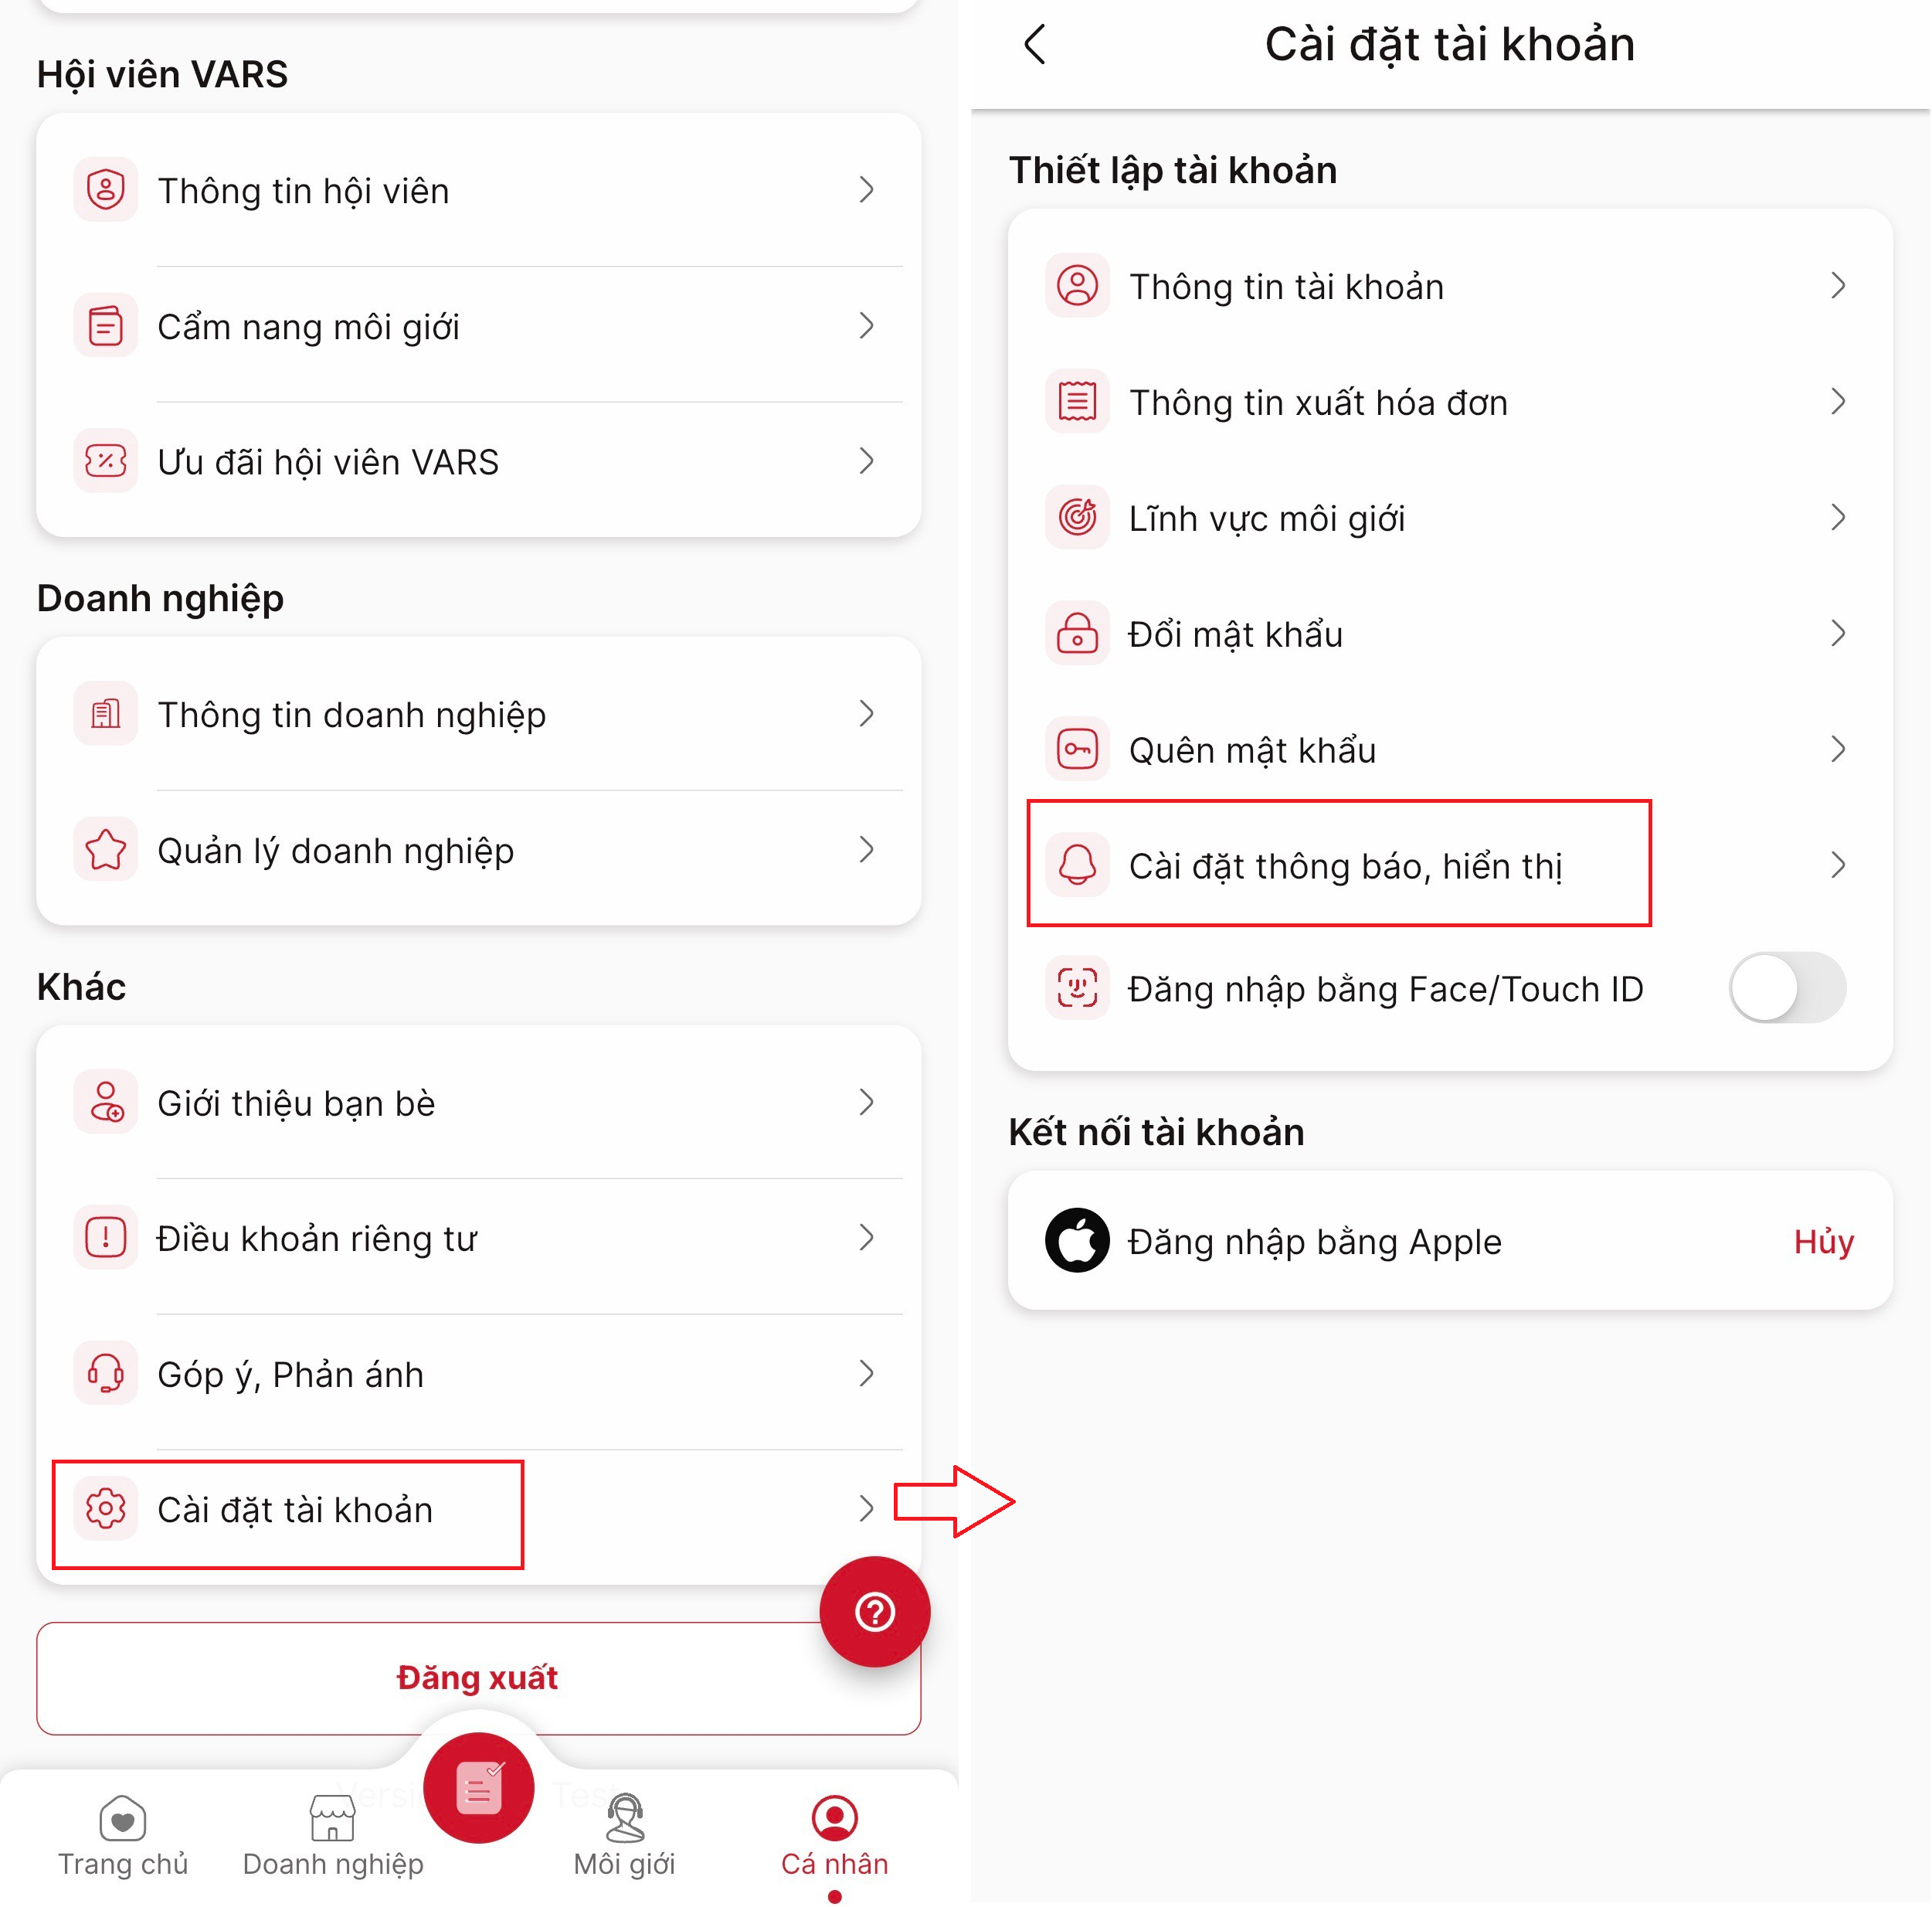 Hội viên VARS
Thông tin hội viên
Cẩm nang môi giới
Ưu đãi hội viên VARS
Doanh nghiệp
Thông tin doanh nghiệp
Quản lý doanh nghiệp
Khác
Giới thiệu bạn bè
Điều khoản riêng tư
Góp ý, Phản ánh
Cài đặt tài khoản
Đăng xuất
Trang chủ
Doanh nghiệp
Môi giới
Cá nhân
Cài đặt tài khoản
Thiết lập tài khoản
Thông tin tài khoản
Thông tin xuất hóa đơn
Lĩnh vực môi giới
Đổi mật khẩu
Quên mật khẩu
Cài đặt thông báo, hiển thị
Đăng nhập bằng Face/Touch ID
Kết nối tài khoản
Đăng nhập bằng Apple
Hủy